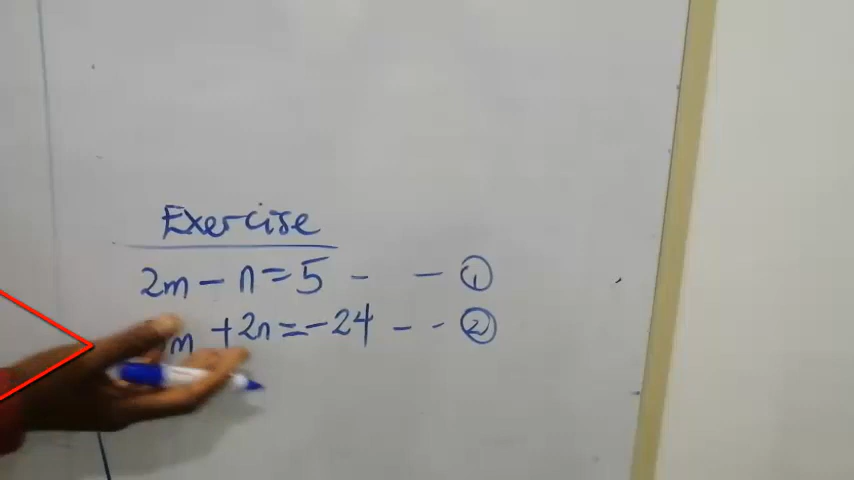 Exercise
2m - n = 5 - - ①
m + 2n = -24 - - ②